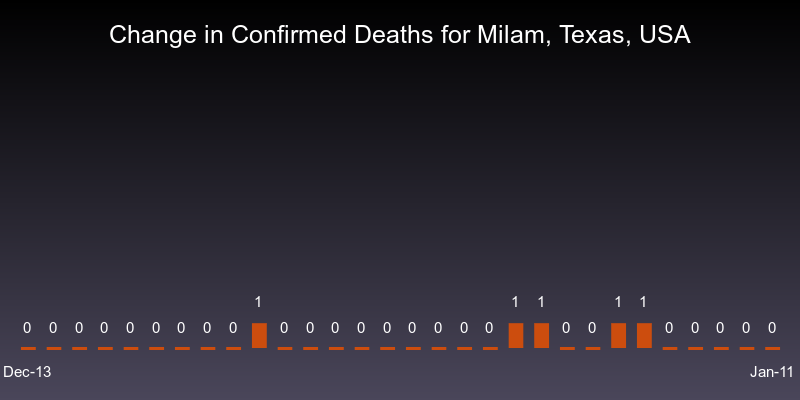 Change in Confirmed Deaths for Milam, Texas, USA
1 1 1 1 1
0 0 0 0 0 0 0 0 0 0 0 0 0 0 0 0 0 0 0 0 0 0 0 0 0
Dec-13 Jan-11